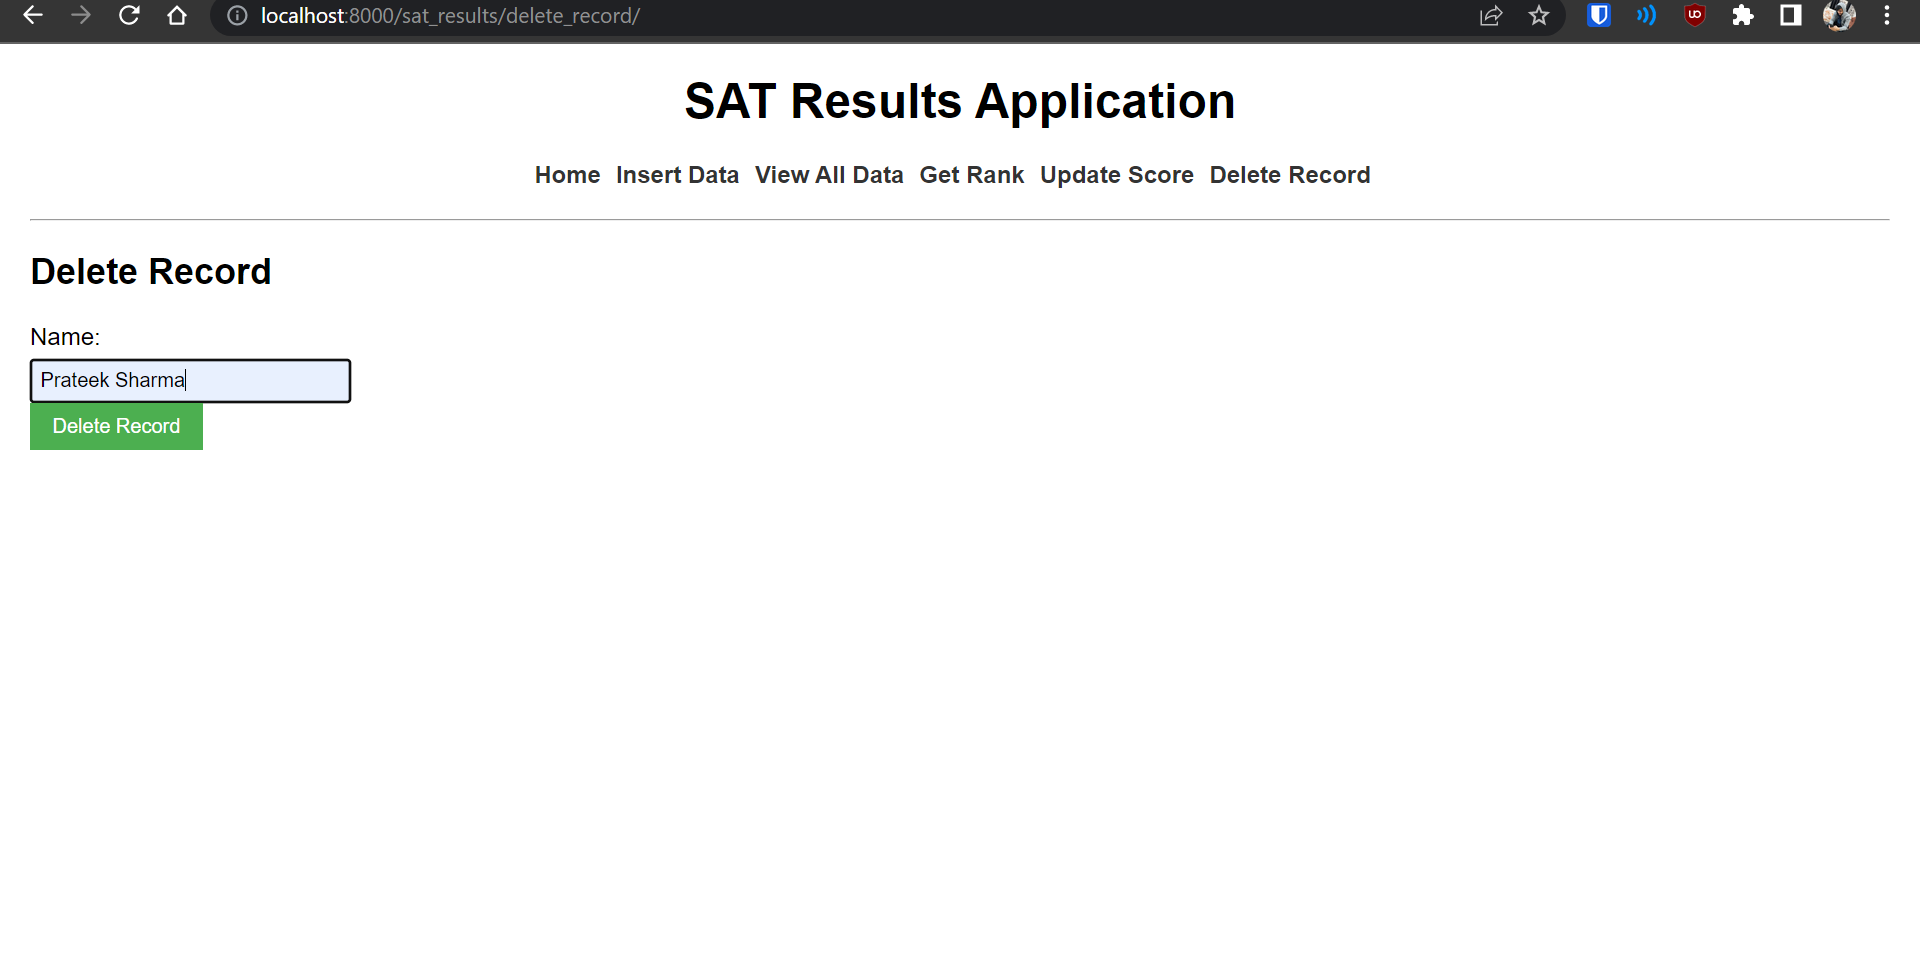 localhost:8000/sat_results/delete_record/
SAT Results Application
Home Insert Data View All Data Get Rank Update Score Delete Record
Delete Record
Name:
Prateek Sharma
Delete Record